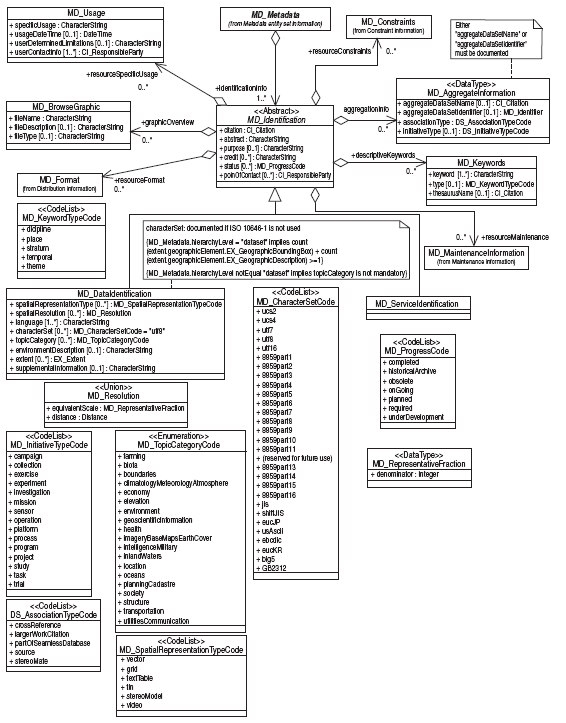 MD_Usage
+ specificUsage : CharacterString
+ usageDateTime [0..1] : DateTime
+ userDeterminedLimitations [0..1] : CharacterString
+ userContactInfo [1..*] : CI_ResponsibleParty
MD_Metadata
(from Metadata entity set information)
MD_Constraints
(from Constraint information)
Either
"aggregateDataSetName" or
"aggregateDataSetIdentifier"
must be documented
+resourceSpecificUsage
0..*
+identificationInfo
1..*
+resourceConstraints
0..*
MD_BrowseGraphic
+ fileName : CharacterString
+ fileDescription [0..1] : CharacterString
+ fileType [0..1] : CharacterString
+graphicOverview
0..*
<<Abstract>>
MD_Identification
+ citation : CI_Citation
+ abstract : CharacterString
+ purpose [0..1] : CharacterString
+ credit [0..*] : CharacterString
+ status [0..*] : MD_ProgressCode
+ pointOfContact [0..*] : CI_ResponsibleParty
aggregationInfo
0..*
<<DataType>>
MD_AggregateInformation
+ aggregateDataSetName [0..1] : CI_Citation
+ aggregateDataSetIdentifier [0..1] : MD_Identifier
+ associationType : DS_AssociationTypeCode
+ initiativeType [0..1] : DS_InitiativeTypeCode
+descriptiveKeywords
0..*
MD_Keywords
+ keyword [1..*] : CharacterString
+ type [0..1] : MD_KeywordTypeCode
+ thesaurusName [0..1] : CI_Citation
MD_Format
(from Distribution information)
+resourceFormat
0..*
<<CodeList>>
MD_KeywordTypeCode
+ discipline
+ place
+ stratum
+ temporal
+ theme
characterSet: documented if ISO 10646-1 is not used
{MD_Metadata.hierarchyLevel = "dataset" implies count
(extent.geographicElement.EX_GeographicBoundingBox) + count
(extent.geographicElement.EX_GeographicDescription) >=1}
{MD_Metadata.hierarchyLevel notEqual "dataset" implies topicCategory is not mandatory}
0..*
+resourceMaintenance
MD_MaintenanceInformation
(from Maintenance information)
MD_DataIdentification
+ spatialRepresentationType [0..*] : MD_SpatialRepresentationTypeCode
+ spatialResolution [0..*] : MD_Resolution
+ language [1..*] : CharacterString
+ characterSet [0..*] : MD_CharacterSetCode = "utf8"
+ topicCategory [0..*] : MD_TopicCategoryCode
+ environmentDescription [0..1] : CharacterString
+ extent [0..*] : EX_Extent
+ supplementalInformation [0..1] : CharacterString
<<CodeList>>
MD_CharacterSetCode
+ ucs2
+ ucs4
+ utf7
+ utf8
+ utf16
+ 8859part1
+ 8859part2
+ 8859part3
+ 8859part4
+ 8859part5
+ 8859part6
+ 8859part7
+ 8859part8
+ 8859part9
+ 8859part10
+ 8859part11
+ (reserved for future use)
+ 8859part13
+ 8859part14
+ 8859part15
+ 8859part16
+ jis
+ shiftJIS
+ eucJP
+ usAscii
+ ebcdic
+ eucKR
+ big5
+ GB2312
MD_ServiceIdentification
<<CodeList>>
MD_ProgressCode
+ completed
+ historicalArchive
+ obsolete
+ onGoing
+ planned
+ required
+ underDevelopment
<<Union>>
MD_Resolution
+ equivalentScale : MD_RepresentativeFraction
+ distance : Distance
<<DataType>>
MD_RepresentativeFraction
+ denominator : Integer
<<CodeList>>
MD_InitiativeTypeCode
+ campaign
+ collection
+ exercise
+ experiment
+ investigation
+ mission
+ sensor
+ operation
+ platform
+ process
+ program
+ project
+ study
+ task
+ trial
<<Enumeration>>
MD_TopicCategoryCode
+ farming
+ biota
+ boundaries
+ climatologyMeteorologyAtmosphere
+ economy
+ elevation
+ environment
+ geoscientificInformation
+ health
+ imageryBaseMapsEarthCover
+ intelligenceMilitary
+ inlandWaters
+ location
+ oceans
+ planningCadastre
+ society
+ structure
+ transportation
+ utilitiesCommunication
<<CodeList>>
DS_AssociationTypeCode
+ crossReference
+ largerWorkCitation
+ partOfSeamlessDatabase
+ source
+ stereoMate
<<CodeList>>
MD_SpatialRepresentationTypeCode
+ vector
+ grid
+ textTable
+ tin
+ stereoModel
+ video